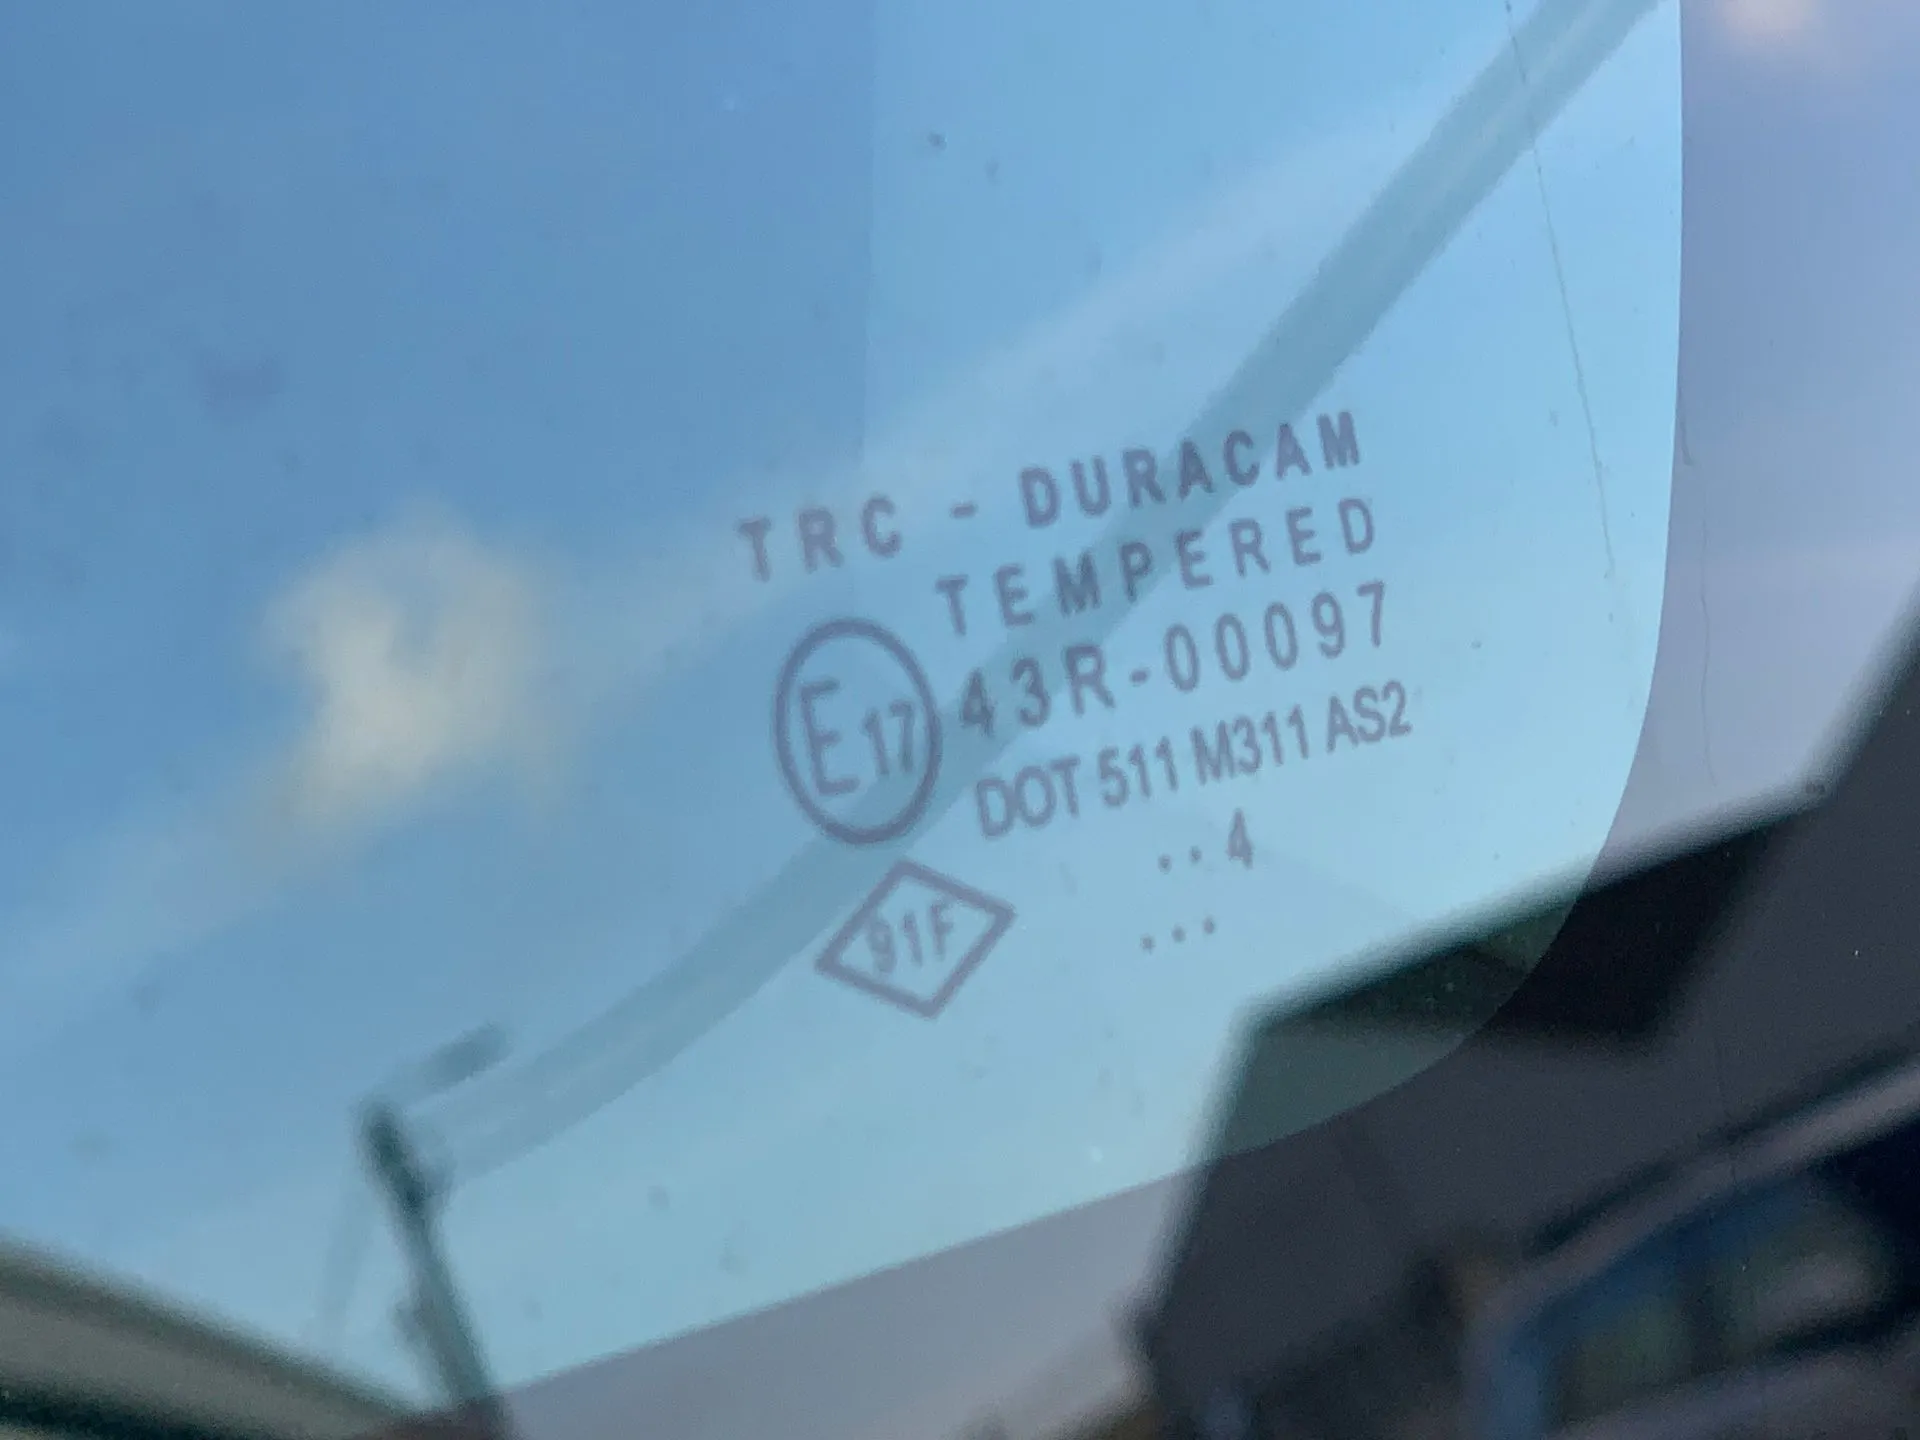 TRC - DURACAM
TEMPERED
E17 43R-00097
DOT 511 M311 AS2
..4
91F
...